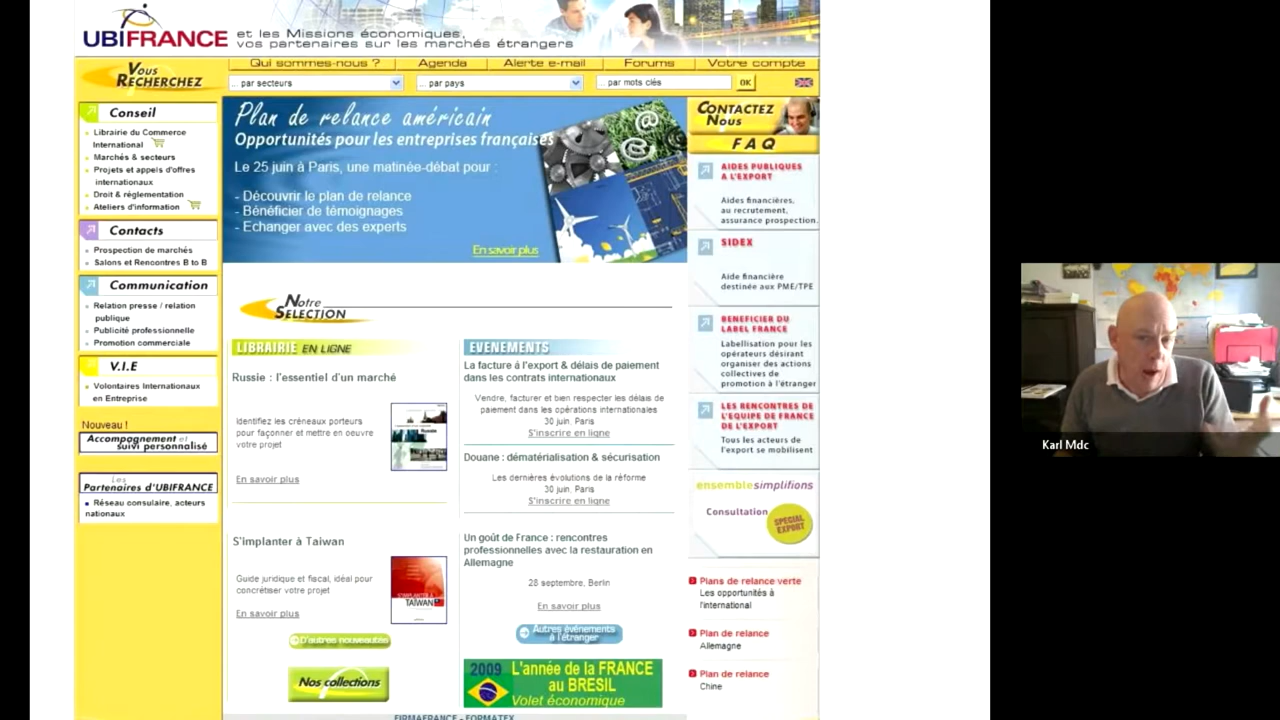 UBIFRANCE et les Missions économiques,
vos partenaires sur les marchés étrangers
Qui sommes-nous ? Agenda Alerte e-mail Forums Votre compte
Vous
Recherchez
... par secteurs ... par pays ... par mots clés OK
Conseil
Librairie du Commerce
International
Marchés & secteurs
Projets et appels d'offres
internationaux
Droit & réglementation
Ateliers d'information
Contacts
Prospection de marchés
Salons et Rencontres B to B
Communication
Relation presse / relation
publique
Publicité professionnelle
Promotion commerciale
V.I.E
Volontaires Internationaux
en Entreprise
Nouveau !
Accompagnement et
suivi personnalisé
Les
Partenaires d'UBIFRANCE
Réseau consulaire, acteurs
nationaux
Plan de relance américain
Opportunités pour les entreprises françaises
Le 25 juin à Paris, une matinée-débat pour :
- Découvrir le plan de relance
- Bénéficier de témoignages
- Echanger avec des experts
En savoir plus
@
@
Notre
Selection
LIBRAIRIE EN LIGNE
Russie : l'essentiel d'un marché
Identifiez les créneaux porteurs
pour façonner et mettre en oeuvre
votre projet
En savoir plus
S'implanter à Taiwan
Guide juridique et fiscal, idéal pour
concrétiser votre projet
TAÏWAN
En savoir plus
D'autres nouveautés
Nos collections
EVENEMENTS
La facture à l'export & délais de paiement
dans les contrats internationaux
Vendre, facturer et bien respecter les délais de
paiement dans les opérations internationales
30 juin, Paris
S'inscrire en ligne
Douane : dématérialisation & sécurisation
Les dernières évolutions de la réforme
30 juin, Paris
S'inscrire en ligne
Un goût de France : rencontres
professionnelles avec la restauration en
Allemagne
28 septembre, Berlin
En savoir plus
Autres événements
à l'étranger
2009 L'année de la FRANCE
au BRESIL
Volet économique
FIRMAFRANCE - FORMATEX
Contactez
Nous
FAQ
AIDES PUBLIQUES
A L'EXPORT
Aides financières,
au recrutement,
assurance prospection.
SIDEX
Aide financière
destinée aux PME/TPE
BENEFICIER DU
LABEL FRANCE
Labellisation pour les
opérateurs désirant
organiser des actions
collectives de
promotion à l'étranger
LES RENCONTRES DE
L'EQUIPE DE FRANCE
DE L'EXPORT
Tous les acteurs de
l'export se mobilisent
ensemblesimplifions
Consultation
SPECIAL
EXPORT
Plans de relance verte
Les opportunités à
l'international
Plan de relance
Allemagne
Plan de relance
Chine
Karl Mdc